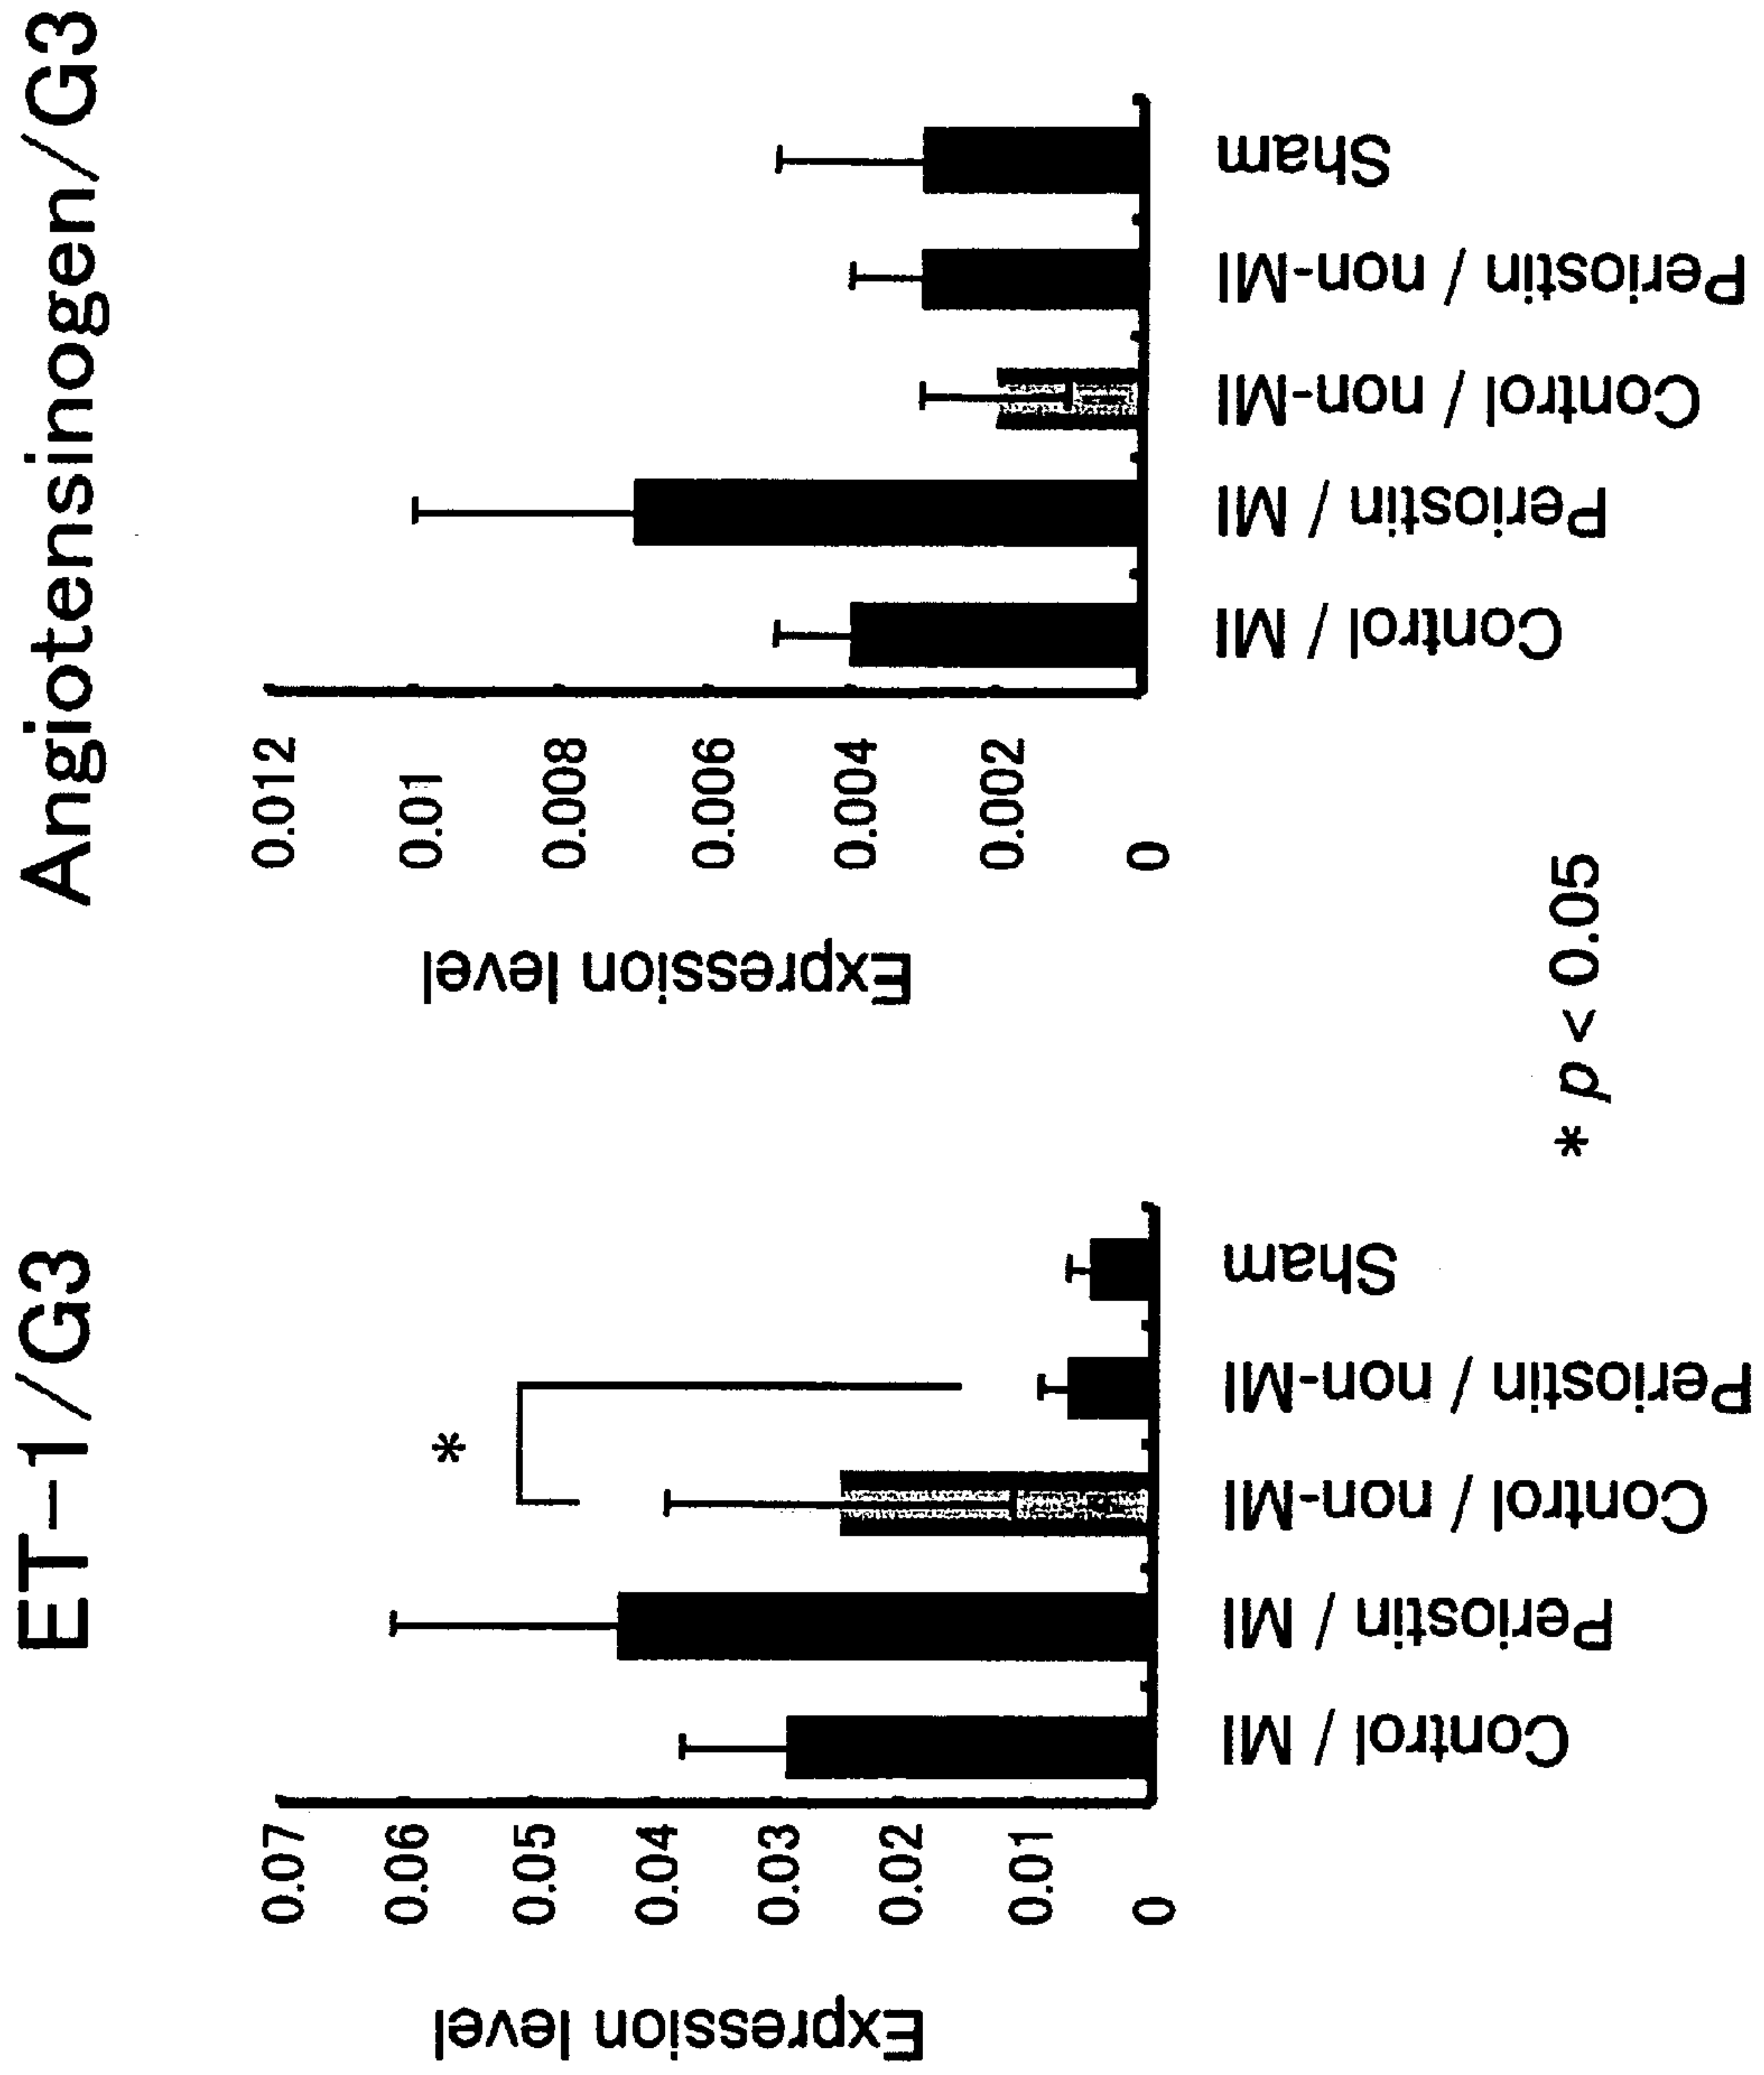 ET-1/G3
Expression level
0.07
0.06
0.05
0.04
0.03
0.02
0.01
0
*
Control / MI
Periostin / MI
Control / non-MI
Periostin / non-MI
Sham
Angiotensinogen/G3
Expression level
0.012
0.01
0.008
0.006
0.004
0.002
0
Control / MI
Periostin / MI
Control / non-MI
Periostin / non-MI
Sham
* p < 0.05